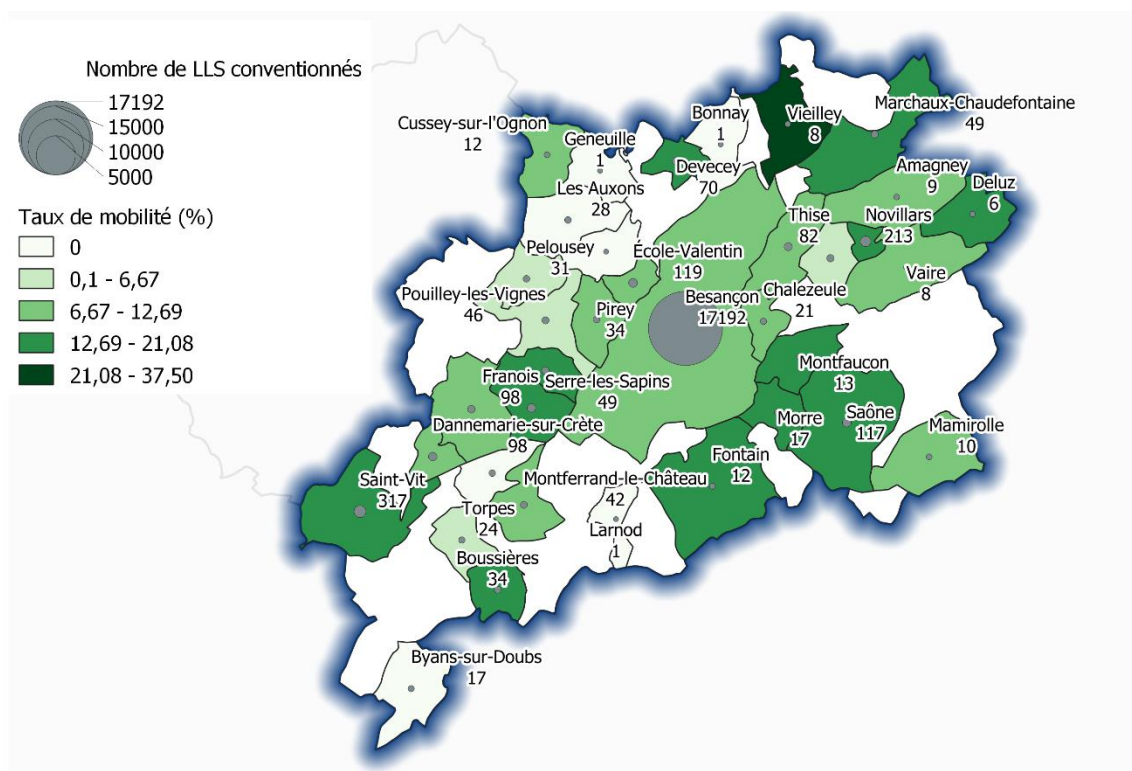 Nombre de LLS conventionnés
17192
15000
10000
5000
Taux de mobilité (%)
0
0,1 - 6,67
6,67 - 12,69
12,69 - 21,08
21,08 - 37,50
Cussey-sur-l'Ognon
12
Geneuille
1
Bonnay
1
Vieilley
8
Marchaux-Chaudefontaine
49
Devecey
70
Les Auxons
28
Amagney
9
Deluz
6
Thise
82
Novillars
213
Pelousey
31
École-Valentin
119
Vaire
8
Pouilley-les-Vignes
46
Pirey
34
Besançon
17192
Chalezeule
21
Franois
98
Serre-les-Sapins
49
Montfaucon
13
Morre
17
Saône
117
Mamirolle
10
Dannemarie-sur-Crète
98
Saint-Vit
317
Montferrand-le-Château
42
Fontain
12
Torpes
24
Larnod
1
Boussières
34
Byans-sur-Doubs
17